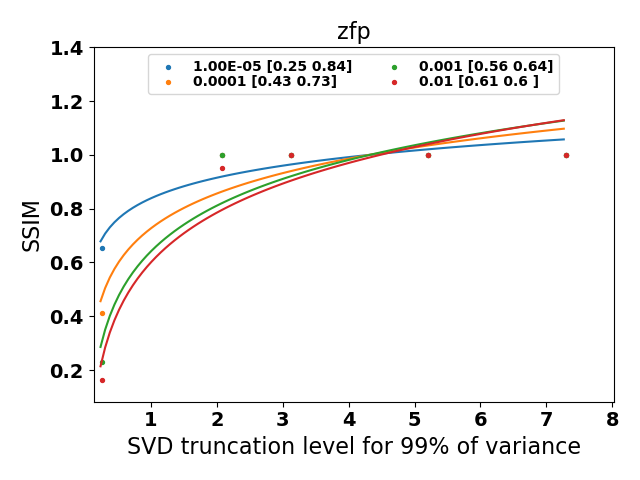 zfp
1.00E-05 [0.25 0.84]
0.0001 [0.43 0.73]
0.001 [0.56 0.64]
0.01 [0.61 0.6 ]
1.4
1.2
1.0
0.8
0.6
0.4
0.2
SSIM
1 2 3 4 5 6 7 8
SVD truncation level for 99% of variance